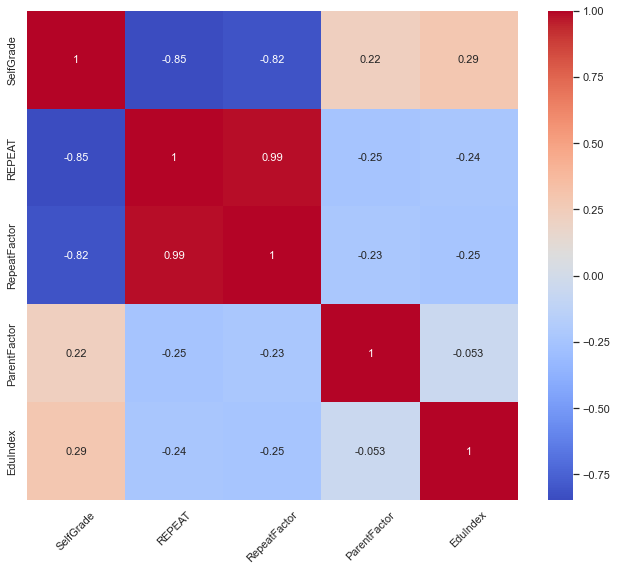 SelfGrade 1 -0.85 -0.82 0.22 0.29
REPEAT -0.85 1 0.99 -0.25 -0.24
RepeatFactor -0.82 0.99 1 -0.23 -0.25
ParentFactor 0.22 -0.25 -0.23 1 -0.053
EduIndex 0.29 -0.24 -0.25 -0.053 1
SelfGrade REPEAT RepeatFactor ParentFactor EduIndex
1.00
0.75
0.50
0.25
0.00
−0.25
−0.50
−0.75